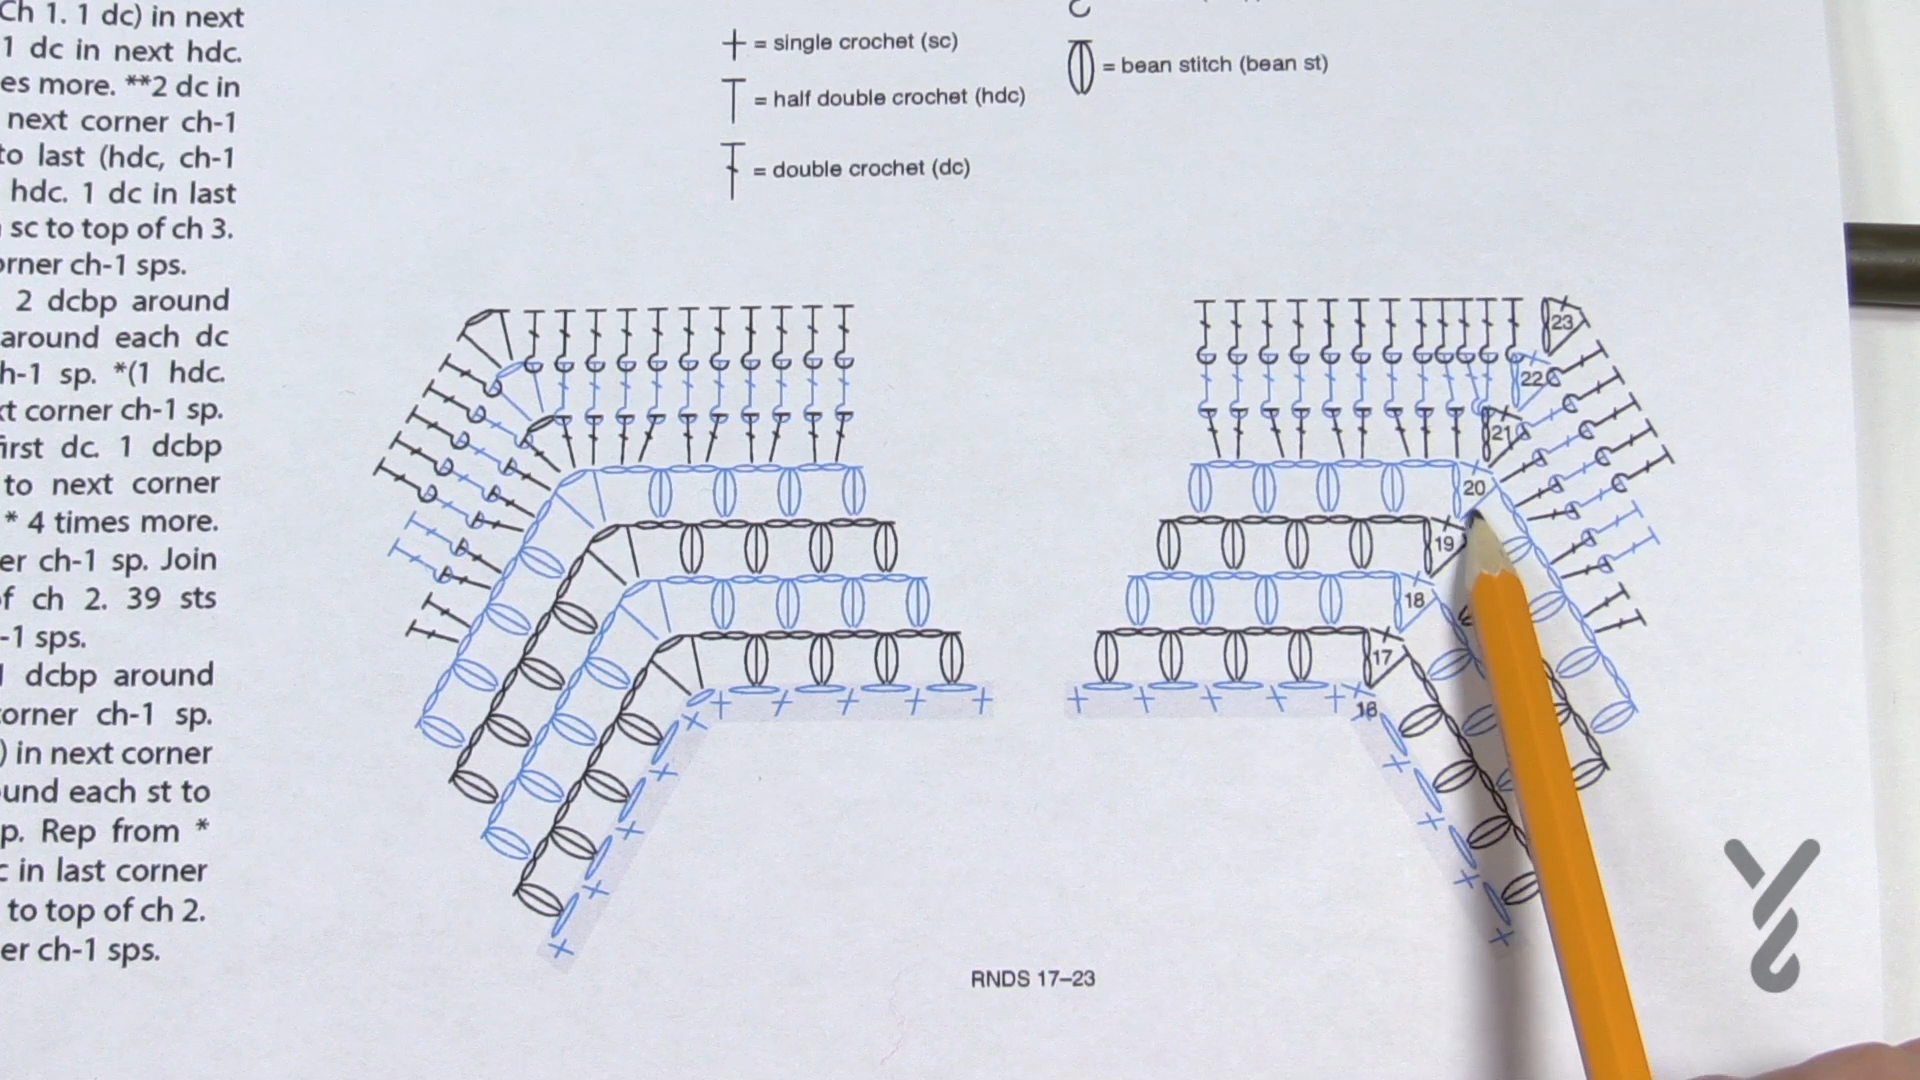 Ch 1. 1 dc) in next
1 dc in next hdc.
es more. **2 dc in
next corner ch-1
to last (hdc, ch-1
hdc. 1 dc in last
sc to top of ch 3.
orner ch-1 sps.
2 dcbp around
around each dc
h-1 sp. *(1 hdc.
xt corner ch-1 sp.
first dc. 1 dcbp
to next corner
* 4 times more.
er ch-1 sp. Join
of ch 2. 39 sts
-1 sps.
dcbp around
corner ch-1 sp.
) in next corner
und each st to
p. Rep from *
c in last corner
to top of ch 2.
er ch-1 sps.
= single crochet (sc)
= half double crochet (hdc)
= double crochet (dc)
= bean stitch (bean st)
23
22
21
20
19
18
17
16
RNDS 17–23